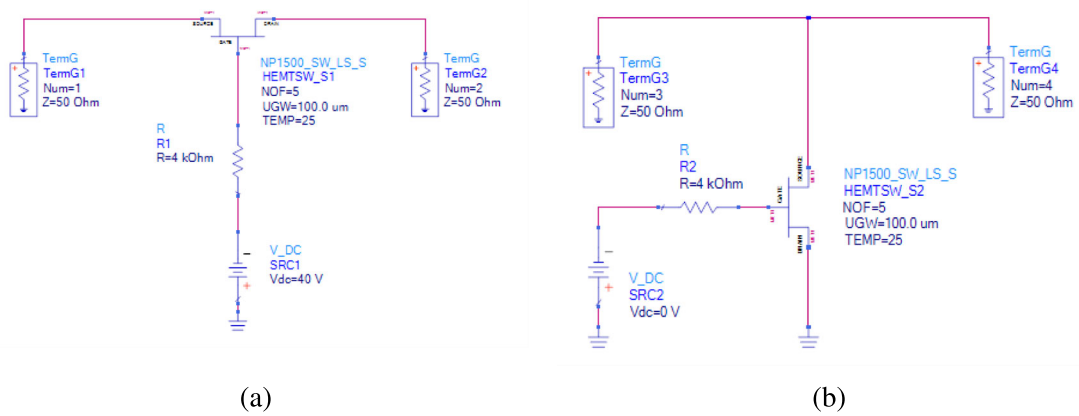 SOURCE
DRAIN
GATE
TermG
TermG1
Num=1
Z=50 Ohm
NP1500_SW_LS_S
HEMTSW_S1
NOF=5
UGW=100.0 um
TEMP=25
TermG
TermG2
Num=2
Z=50 Ohm
R
R1
R=4 kOhm
V_DC
SRC1
Vdc=40 V
(a)
TermG
TermG3
Num=3
Z=50 Ohm
TermG
TermG4
Num=4
Z=50 Ohm
R
R2
R=4 kOhm
SOURCE
GATE
DRAIN
NP1500_SW_LS_S
HEMTSW_S2
NOF=5
UGW=100.0 um
TEMP=25
V_DC
SRC2
Vdc=0 V
(b)